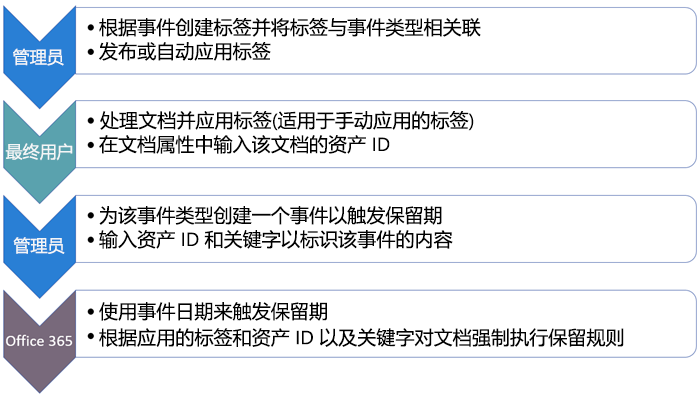 管理员
• 根据事件创建标签并将标签与事件类型相关联
• 发布或自动应用标签
最终用户
• 处理文档并应用标签(适用于手动应用的标签)
• 在文档属性中输入该文档的资产 ID
管理员
• 为该事件类型创建一个事件以触发保留期
• 输入资产 ID 和关键字以标识该事件的内容
Office 365
• 使用事件日期来触发保留期
• 根据应用的标签和资产 ID 以及关键字对文档强制执行保留规则